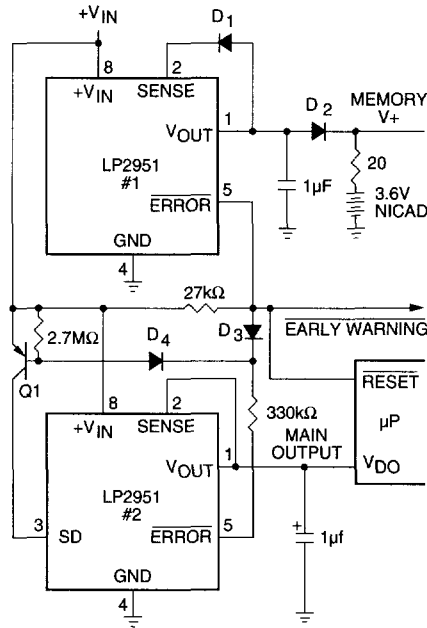 +VIN
D1
8
2
+VIN
SENSE
D2
MEMORY
V+
VOUT
1
LP2951
#1
20
5
ERROR
1µF
3.6V
NICAD
GND
4
27kΩ
EARLY WARNING
2.7MΩ
D3
D4
RESET
Q1
330kΩ
8
2
µP
+VIN
SENSE
MAIN
OUTPUT
VOUT
1
VDO
LP2951
#2
3
SD
ERROR
5
+
1µf
GND
4